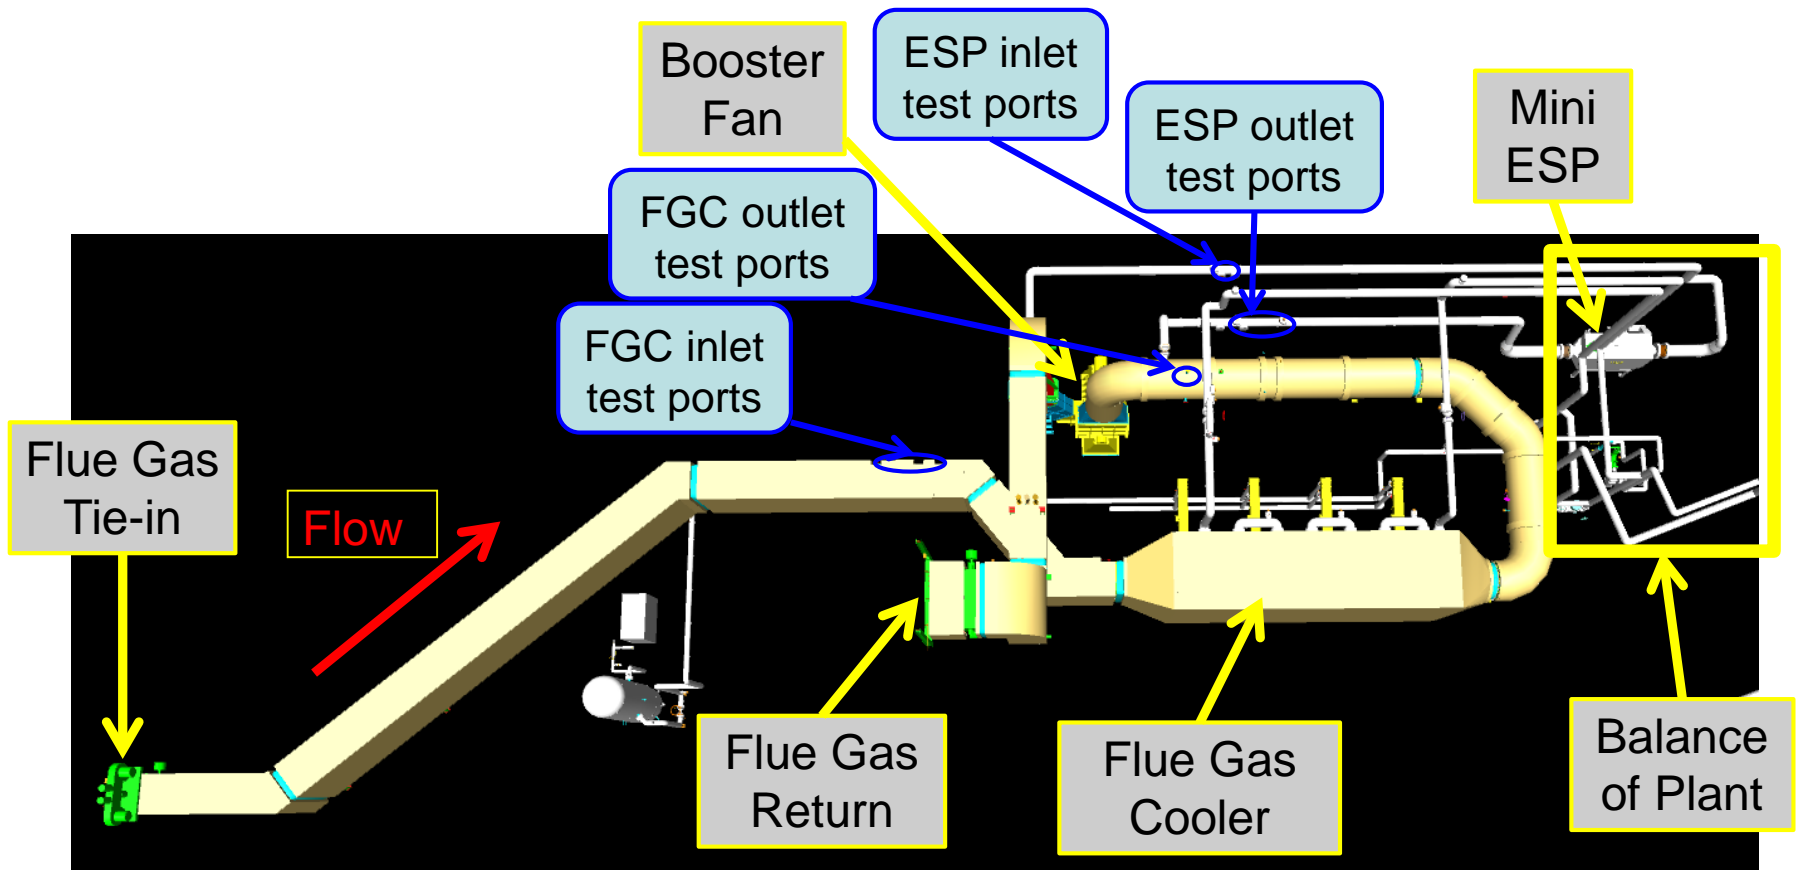 Booster
Fan
ESP inlet
test ports
ESP outlet
test ports
Mini
ESP
FGC outlet
test ports
FGC inlet
test ports
Flue Gas
Tie-in
Flow
Flue Gas
Return
Flue Gas
Cooler
Balance
of Plant